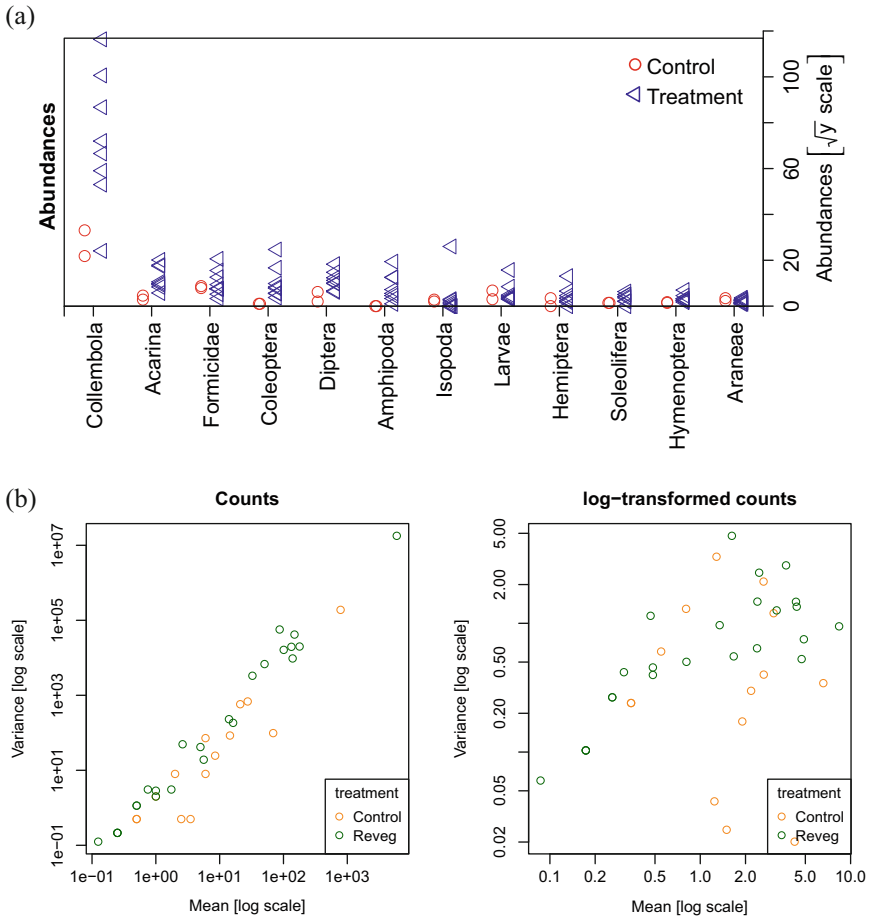 (a)
Abundances
Control
Treatment
Abundances [√y scale]
0
20
60
100
Collembola
Acarina
Formicidae
Coleoptera
Diptera
Amphipoda
Isopoda
Larvae
Hemiptera
Soleolifera
Hymenoptera
Araneae
(b)
Counts
Variance [log scale]
1e+07
1e+05
1e+03
1e+01
1e−01
treatment
Control
Reveg
1e−01 1e+00 1e+01 1e+02 1e+03
Mean [log scale]
log−transformed counts
Variance [log scale]
5.00
2.00
0.50
0.20
0.05
0.02
treatment
Control
Reveg
0.1 0.2 0.5 1.0 2.0 5.0 10.0
Mean [log scale]